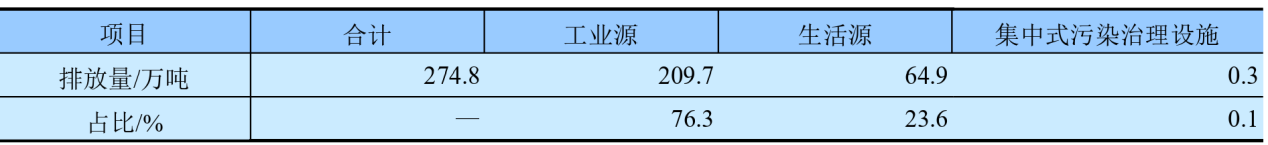 项目 合计 工业源 生活源 集中式污染治理设施
排放量/万吨 274.8 209.7 64.9 0.3
占比/% — 76.3 23.6 0.1